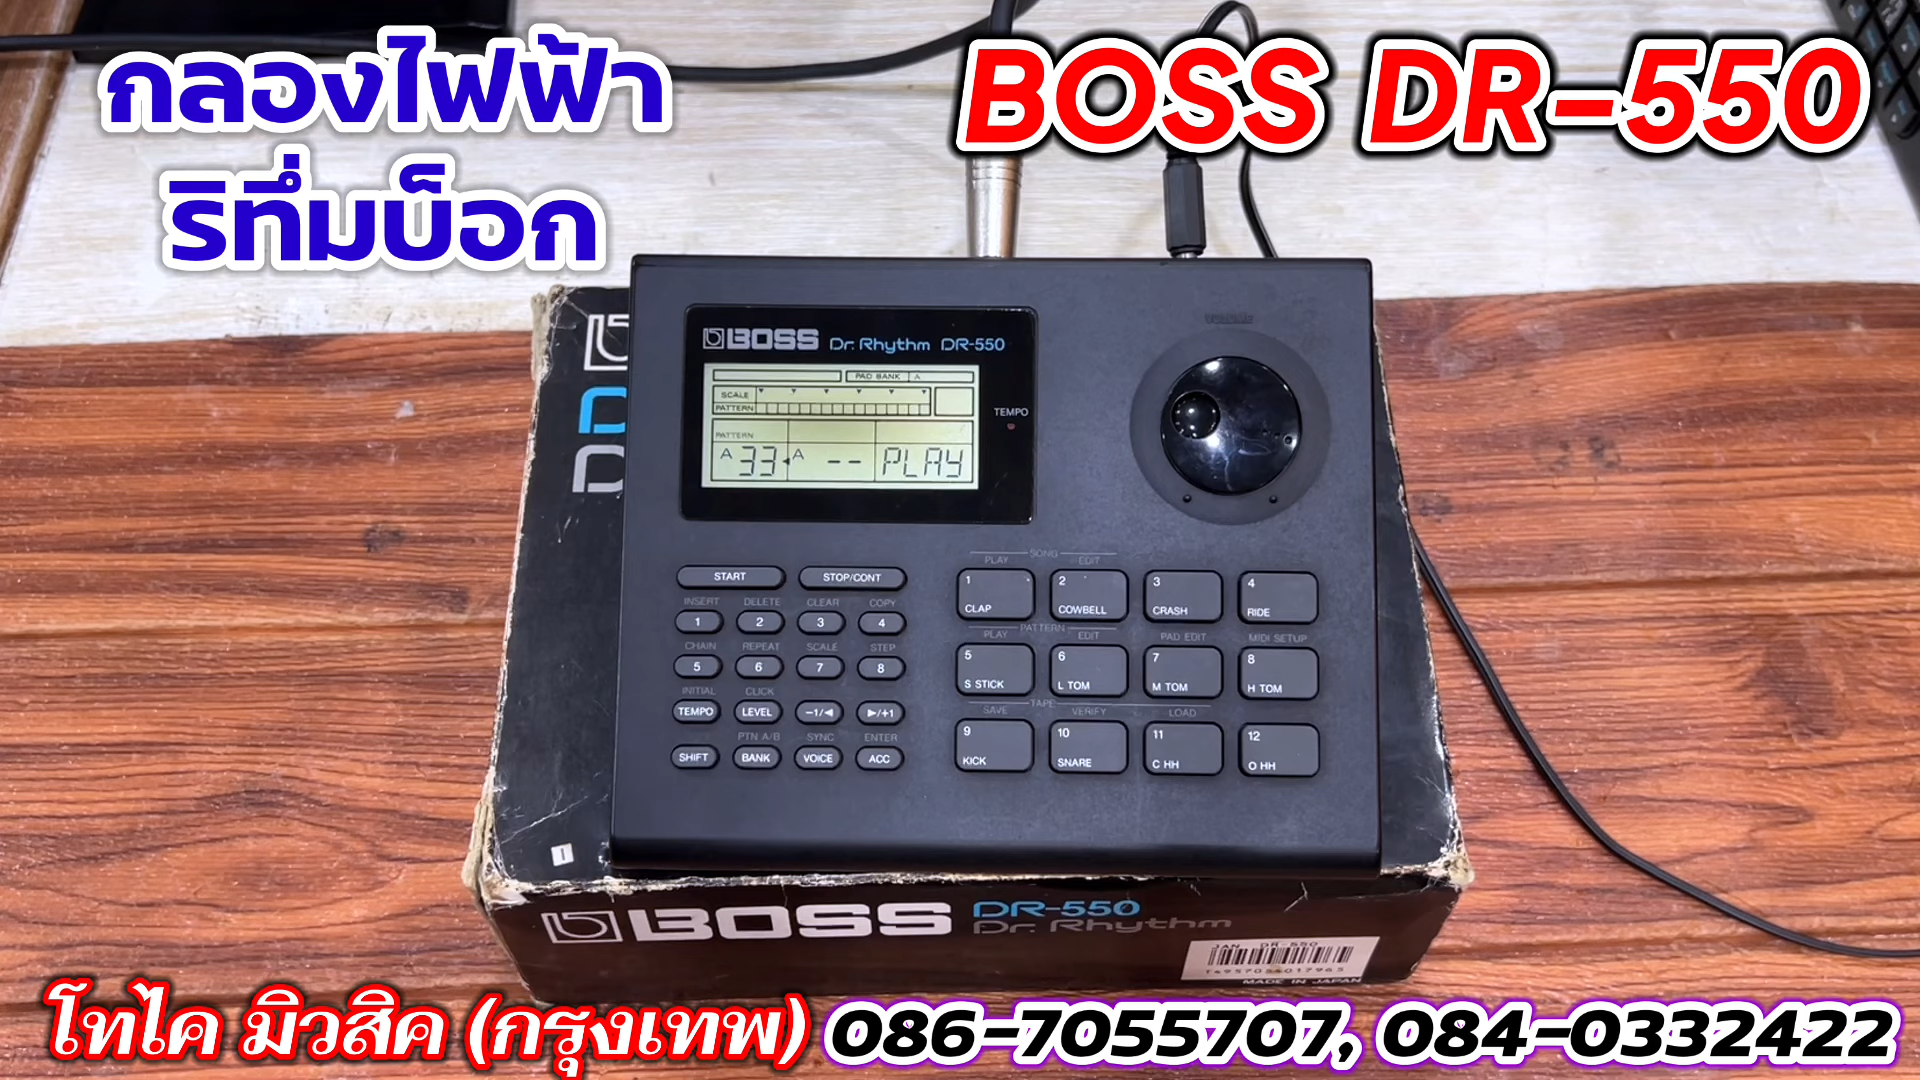 กลองไฟฟ้า
ริทึ่มบ็อก
BOSS DR-550
BOSS Dr. Rhythm DR-550
PAD BANK A
SCALE
PATTERN
PATTERN
A 33 A -- PLAY
TEMPO
START STOP/CONT
INSERT DELETE CLEAR COPY
1 2 3 4
CHAIN REPEAT SCALE STEP
5 6 7 8
INITIAL CLICK
TEMPO LEVEL -1/◀ ▶/+1
PTN A/B SYNC ENTER
SHIFT BANK VOICE ACC
SONG
PLAY EDIT
1 2 3 4
CLAP COWBELL CRASH RIDE
PATTERN
PLAY EDIT PAD EDIT MIDI SETUP
5 6 7 8
S STICK L TOM M TOM H TOM
TAPE
SAVE VERIFY LOAD
9 10 11 12
KICK SNARE C HH O HH
BOSS DR-550
Dr. Rhythm
JAN DR-550
MADE IN JAPAN
โทไค มิวสิค (กรุงเทพ) 086-7055707, 084-0332422